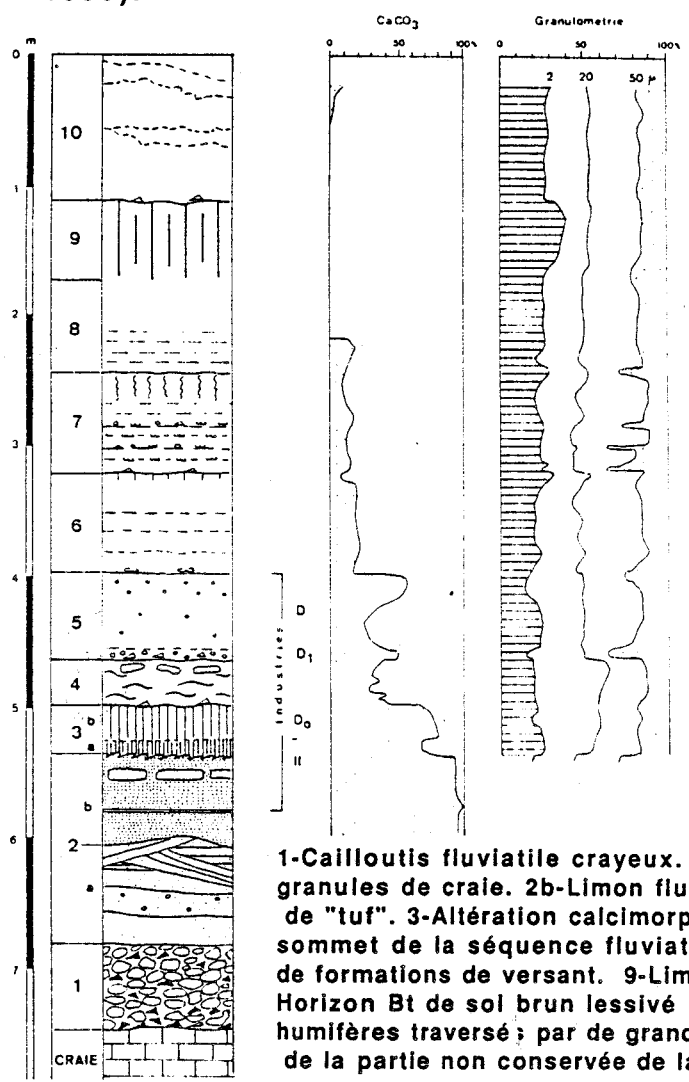 CaCO3
Granulometrie
0 50 100%
0 50 100%
2 20 50 µ
m
0
1
2
3
4
5
6
7
10
9
8
7
6
5
4
3
b
a
b
2
a
1
CRAIE
Industries
D
D1
D0
II
1-Cailloutis fluviatile crayeux.
granules de craie. 2b-Limon flu
de "tuf". 3-Altération calcimorp
sommet de la séquence fluviat
de formations de versant. 9-Lim
Horizon Bt de sol brun lessivé
humifères traversés par de grand
de la partie non conservée de la